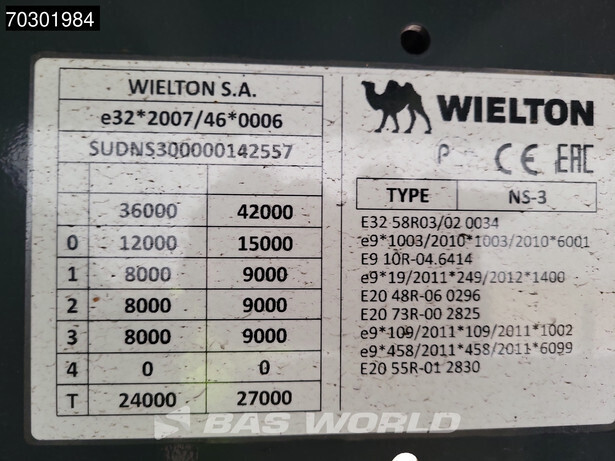 70301984
WIELTON S.A.
e32*2007/46*0006
SUDNS300000142557
36000 42000
0 12000 15000
1 8000 9000
2 8000 9000
3 8000 9000
4 0 0
T 24000 27000
WIELTON
P CE EAC
TYPE NS-3
E32 58R03/02 0034
e9*1003/2010*1003/2010*6001
E9 10R-04.6414
e9*19/2011*249/2012*1400
E20 48R-06 0296
E20 73R-00 2825
e9*109/2011*109/2011*1002
e9*458/2011*458/2011*6099
E20 55R-01 2830
BAS WORLD